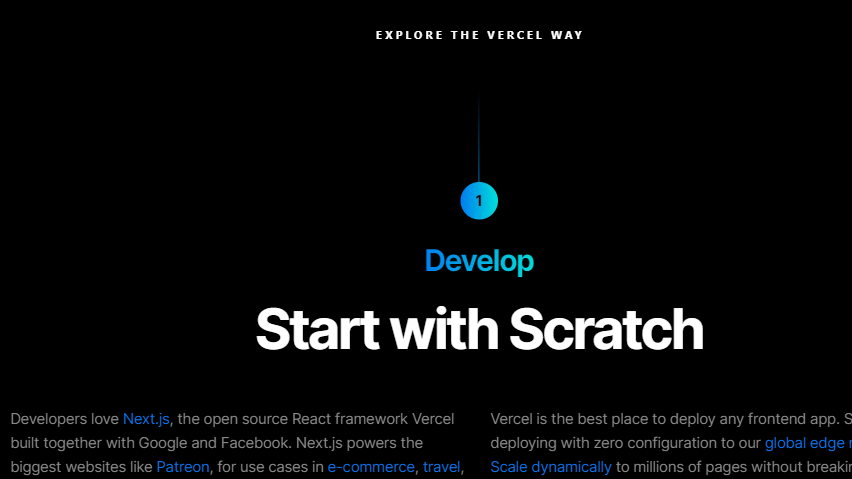 EXPLORE THE VERCEL WAY
1
Develop
Start with Scratch
Developers love Next.js, the open source React framework Vercel
built together with Google and Facebook. Next.js powers the
biggest websites like Patreon, for use cases in e-commerce, travel,
Vercel is the best place to deploy any frontend app. S
deploying with zero configuration to our global edge
Scale dynamically to millions of pages without